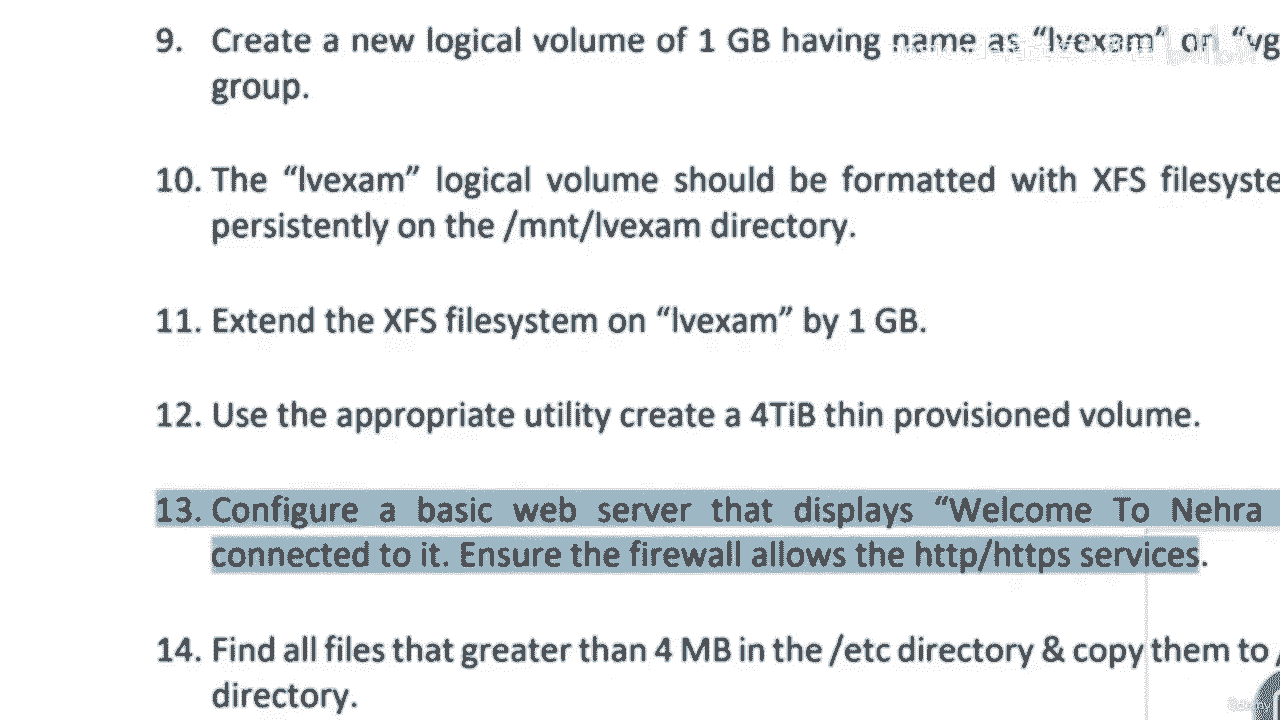 9. Create a new logical volume of 1 GB having name as “lvexam” on “vg
group.
10. The “lvexam” logical volume should be formatted with XFS filesyste
persistently on the /mnt/lvexam directory.
11. Extend the XFS filesystem on “lvexam” by 1 GB.
12. Use the appropriate utility create a 4TiB thin provisioned volume.
13. Configure a basic web server that displays “Welcome To Nehra
connected to it. Ensure the firewall allows the http/https services.
14. Find all files that greater than 4 MB in the /etc directory & copy them to /
directory.